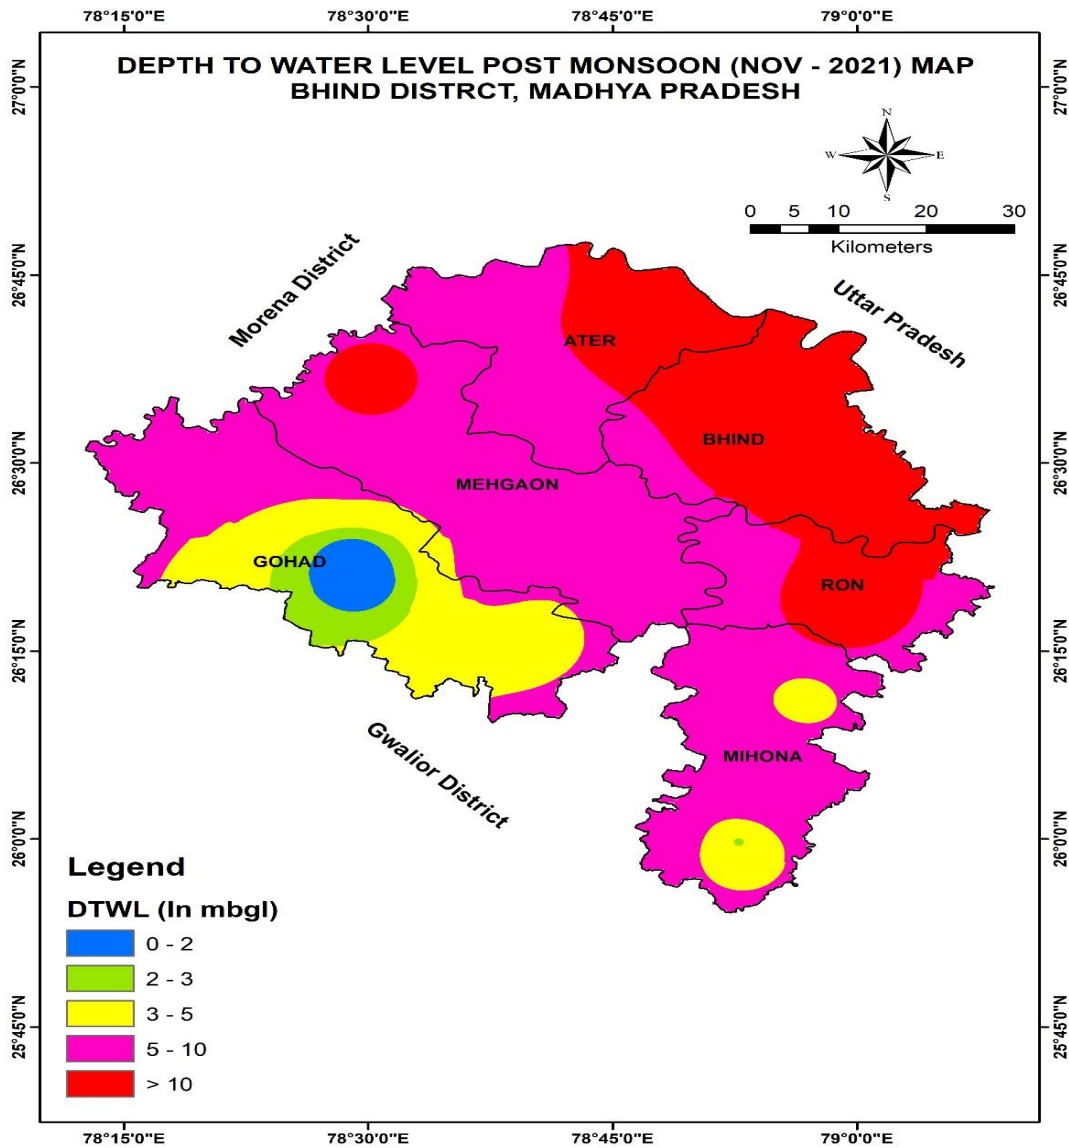 78°15'0"E 78°30'0"E 78°45'0"E 79°0'0"E
DEPTH TO WATER LEVEL POST MONSOON (NOV - 2021) MAP
BHIND DISTRCT, MADHYA PRADESH
27°0'0"N 27°0'0"N
N
W E
S
0 5 10 20 30
Kilometers
Morena District
Uttar Pradesh
26°45'0"N 26°45'0"N
ATER
BHIND
26°30'0"N 26°30'0"N
MEHGAON
GOHAD
RON
26°15'0"N 26°15'0"N
Gwalior District
MIHONA
26°0'0"N 26°0'0"N
Legend
DTWL (In mbgl)
0 - 2
2 - 3
3 - 5
25°45'0"N 25°45'0"N
5 - 10
> 10
78°15'0"E 78°30'0"E 78°45'0"E 79°0'0"E